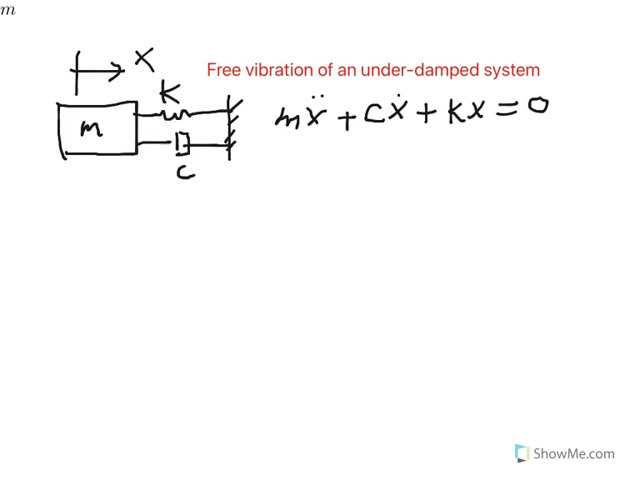 m
X
Free vibration of an under-damped system
K
mẍ + cẋ + kx = 0
m
C
ShowMe.com